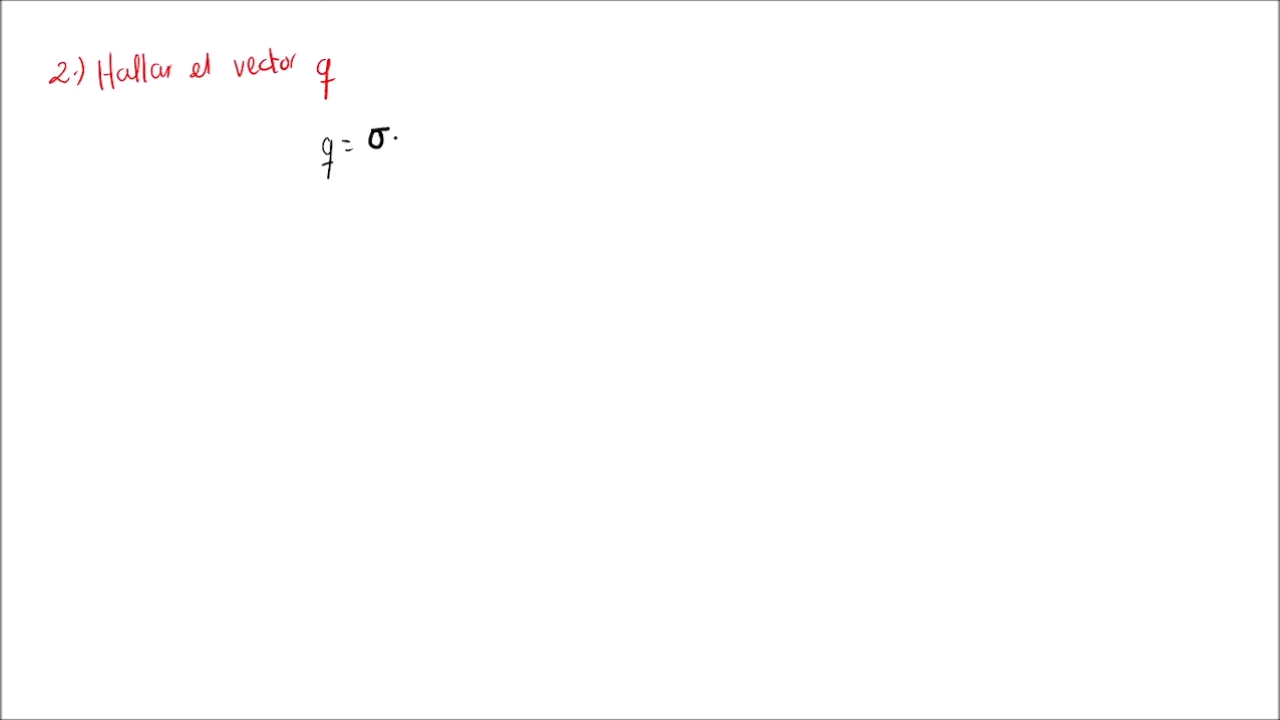 2.) Hallar el vector q
q = σ.